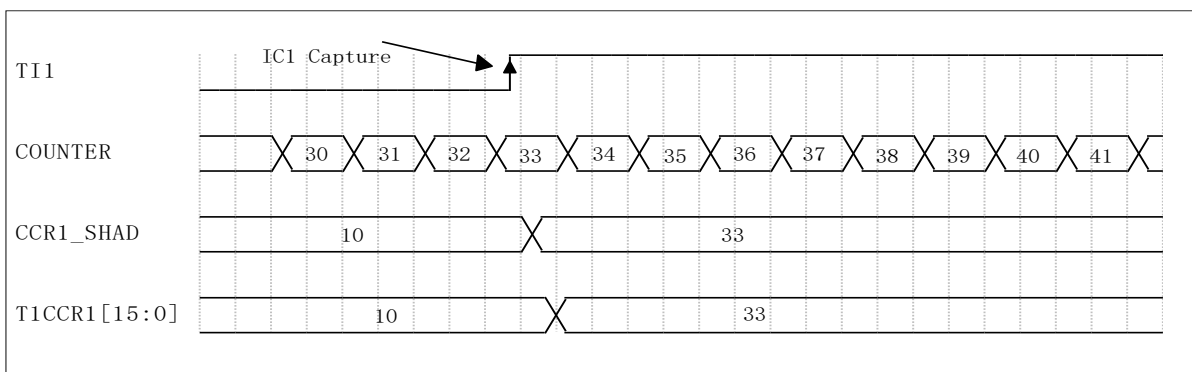 IC1 Capture
TI1
COUNTER 30 31 32 33 34 35 36 37 38 39 40 41
CCR1_SHAD 10 33
T1CCR1[15:0] 10 33